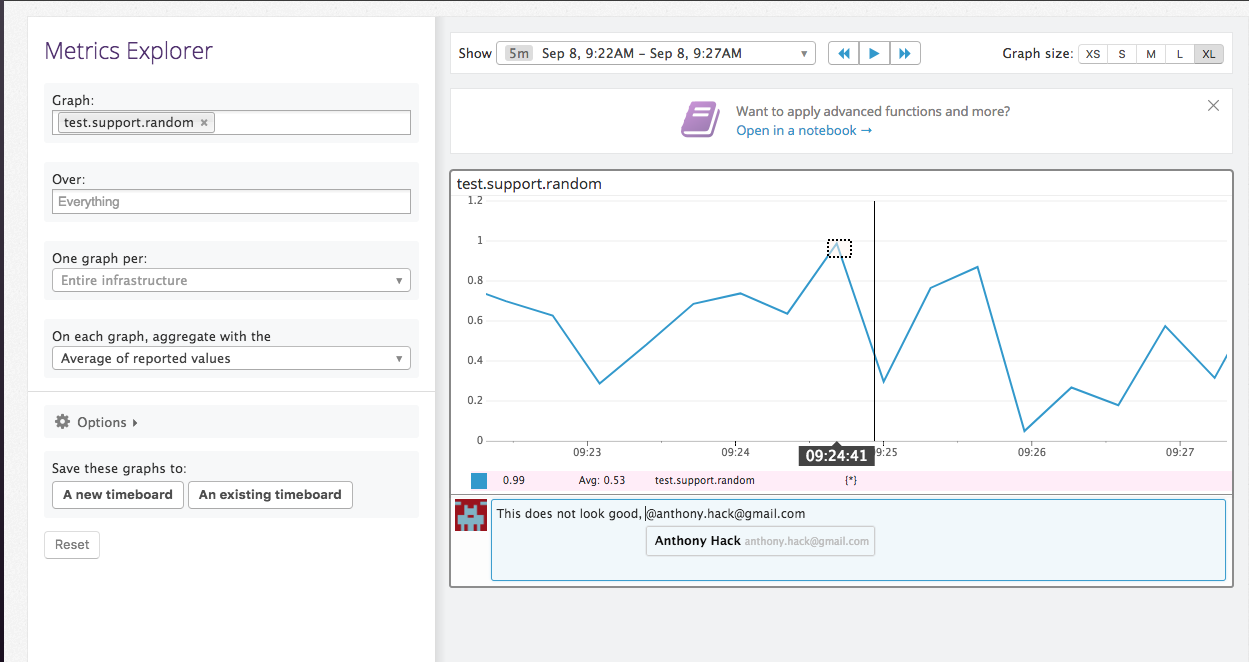 Metrics Explorer
Graph:
test.support.random ×
Over:
Everything
One graph per:
Entire infrastructure
On each graph, aggregate with the
Average of reported values
Options
Save these graphs to:
A new timeboard An existing timeboard
Reset
Show 5m Sep 8, 9:22AM – Sep 8, 9:27AM Graph size: XS S M L XL
Want to apply advanced functions and more?
Open in a notebook →
test.support.random
1.2
1
0.8
0.6
0.4
0.2
0
09:23 09:24 09:24:41 09:25 09:26 09:27
0.99 Avg: 0.53 test.support.random {*}
This does not look good, @anthony.hack@gmail.com
Anthony Hack anthony.hack@gmail.com